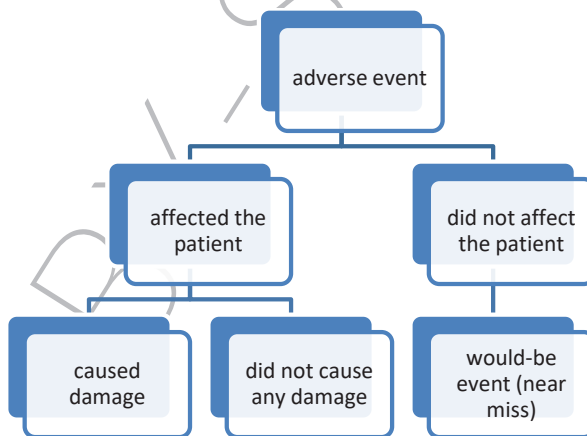 adverse event
affected the
patient
did not affect
the patient
caused
damage
did not cause
any damage
would-be
event (near
miss)